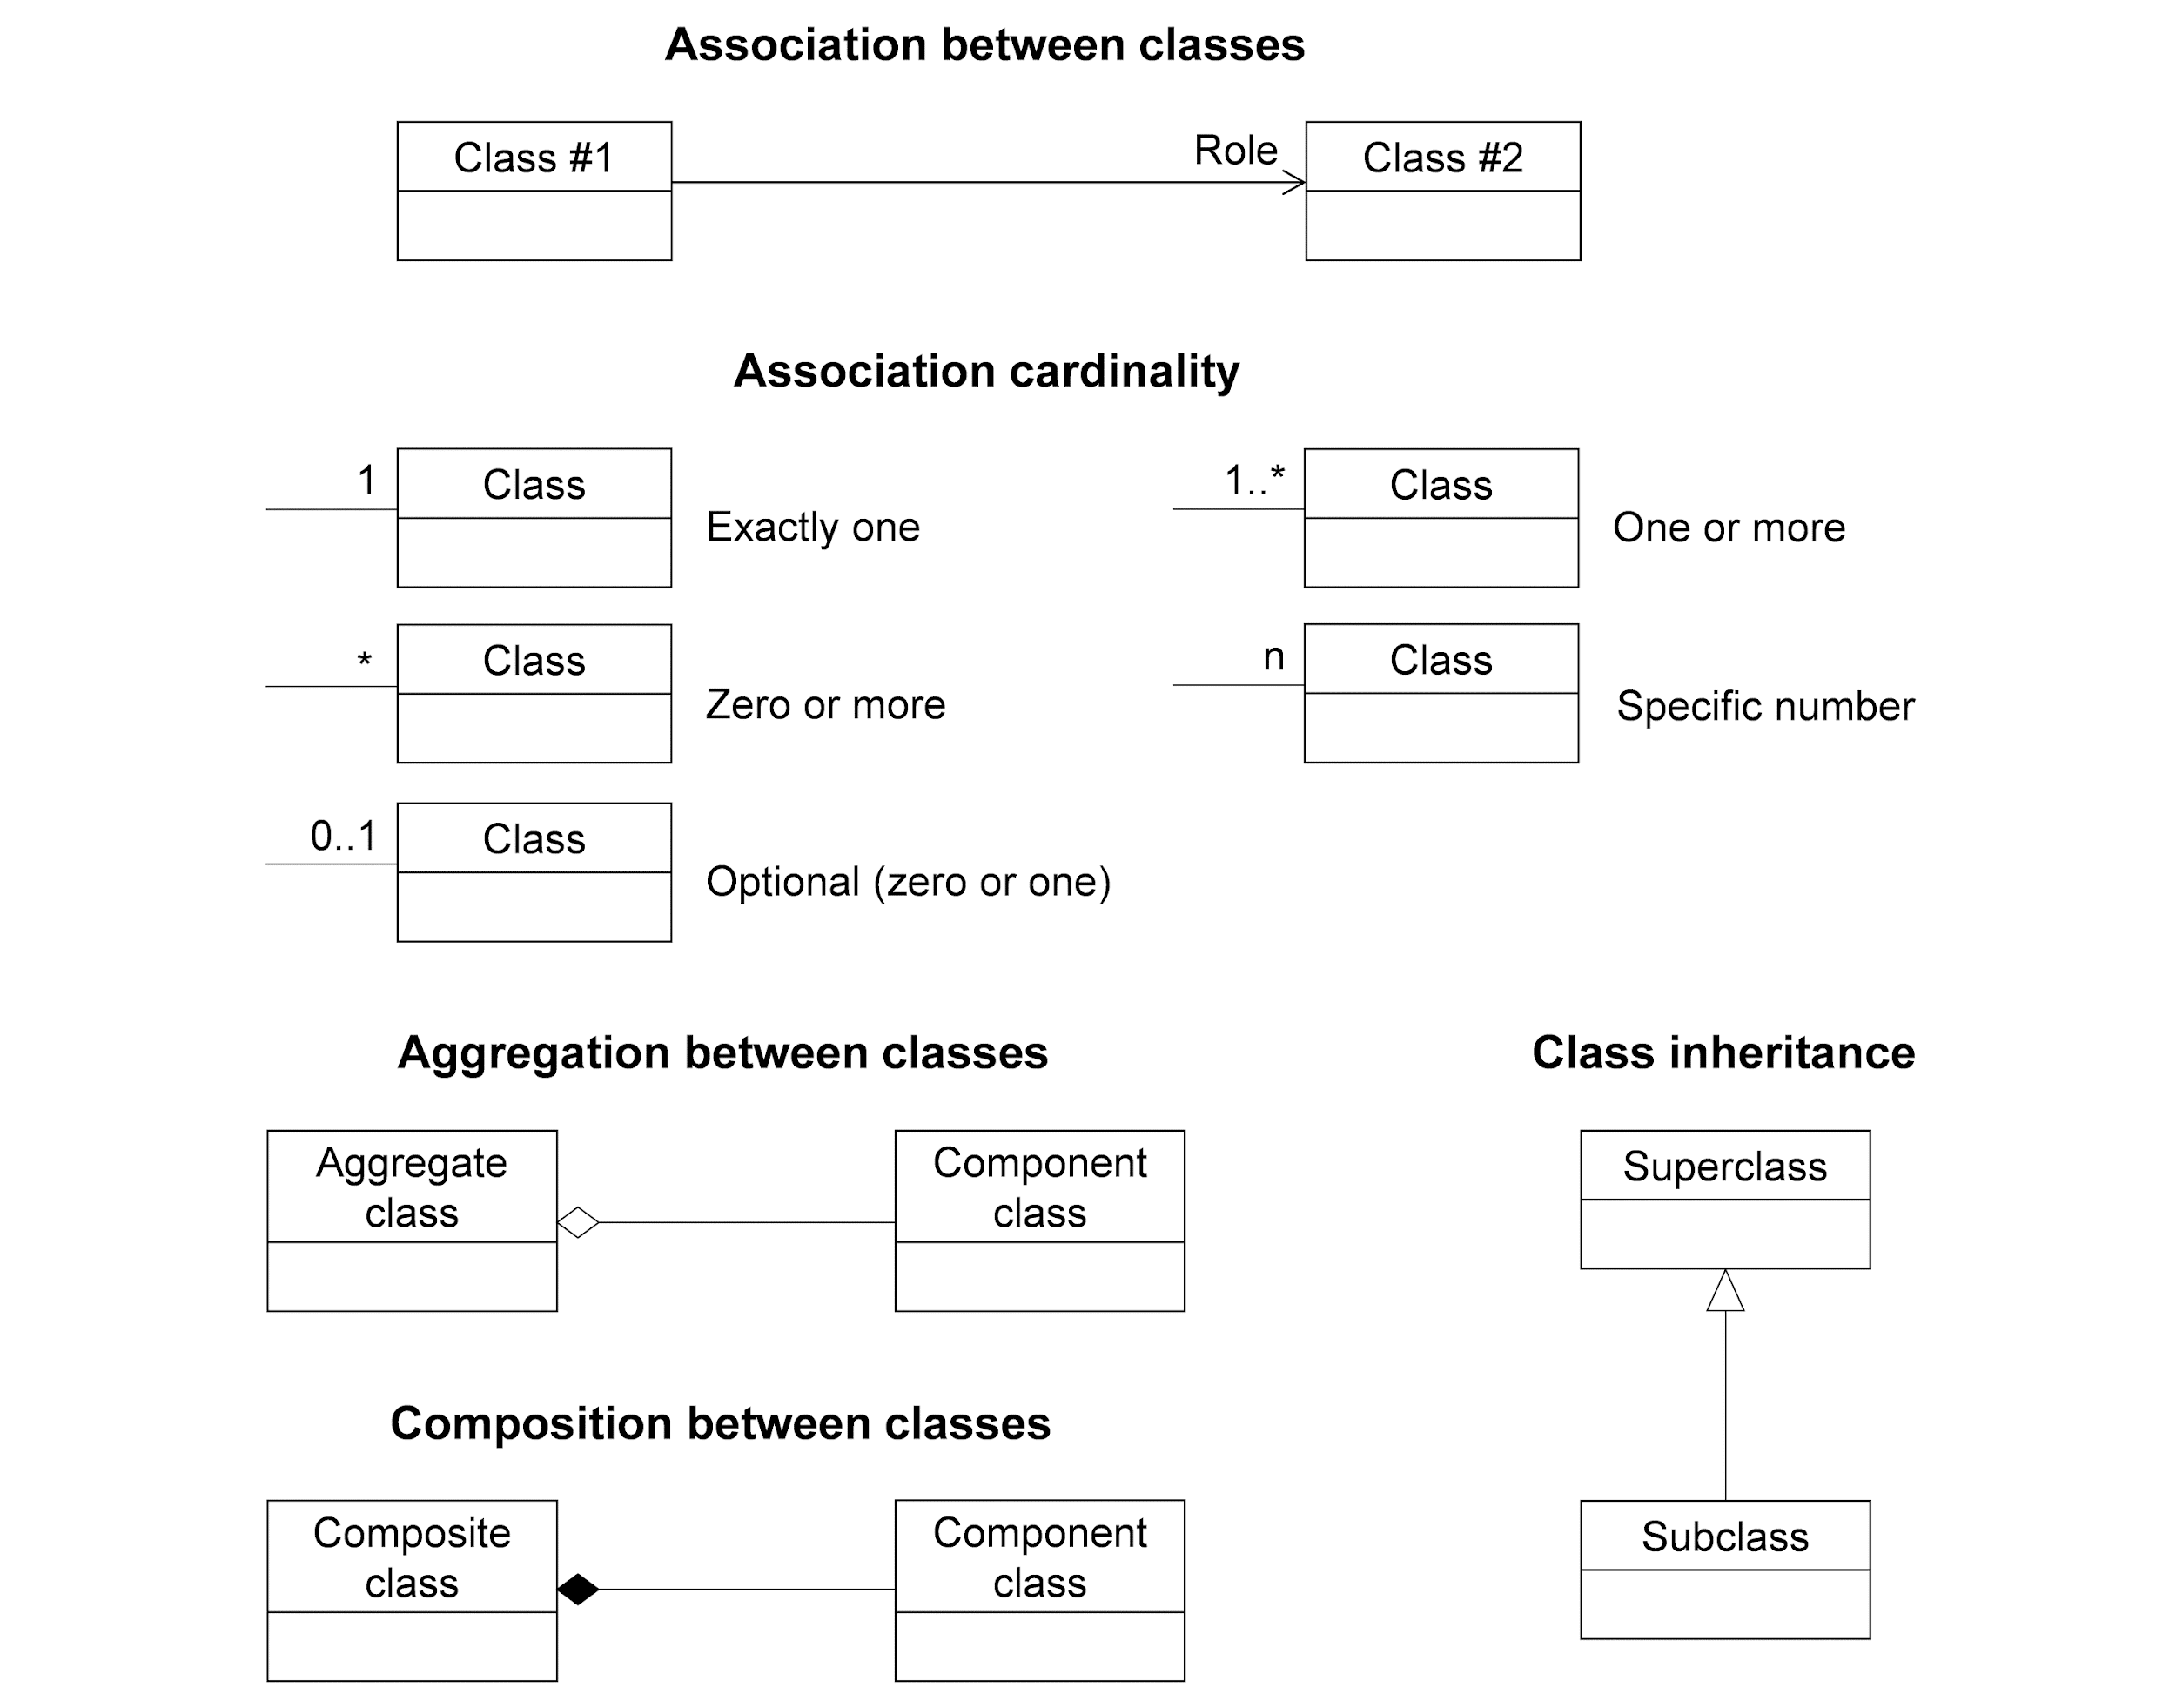 Association between classes
Class #1
Role
Class #2
Association cardinality
1
Class
Exactly one
1..*
Class
One or more
*
Class
Zero or more
n
Class
Specific number
0..1
Class
Optional (zero or one)
Aggregation between classes
Aggregate
class
Component
class
Class inheritance
Superclass
Subclass
Composition between classes
Composite
class
Component
class